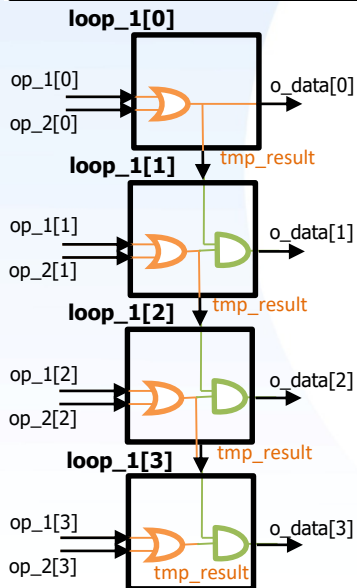 loop_1[0]
op_1[0]
o_data[0]
op_2[0]
tmp_result
loop_1[1]
op_1[1]
o_data[1]
op_2[1]
tmp_result
loop_1[2]
op_1[2]
o_data[2]
op_2[2]
tmp_result
loop_1[3]
op_1[3]
o_data[3]
op_2[3]
tmp_result